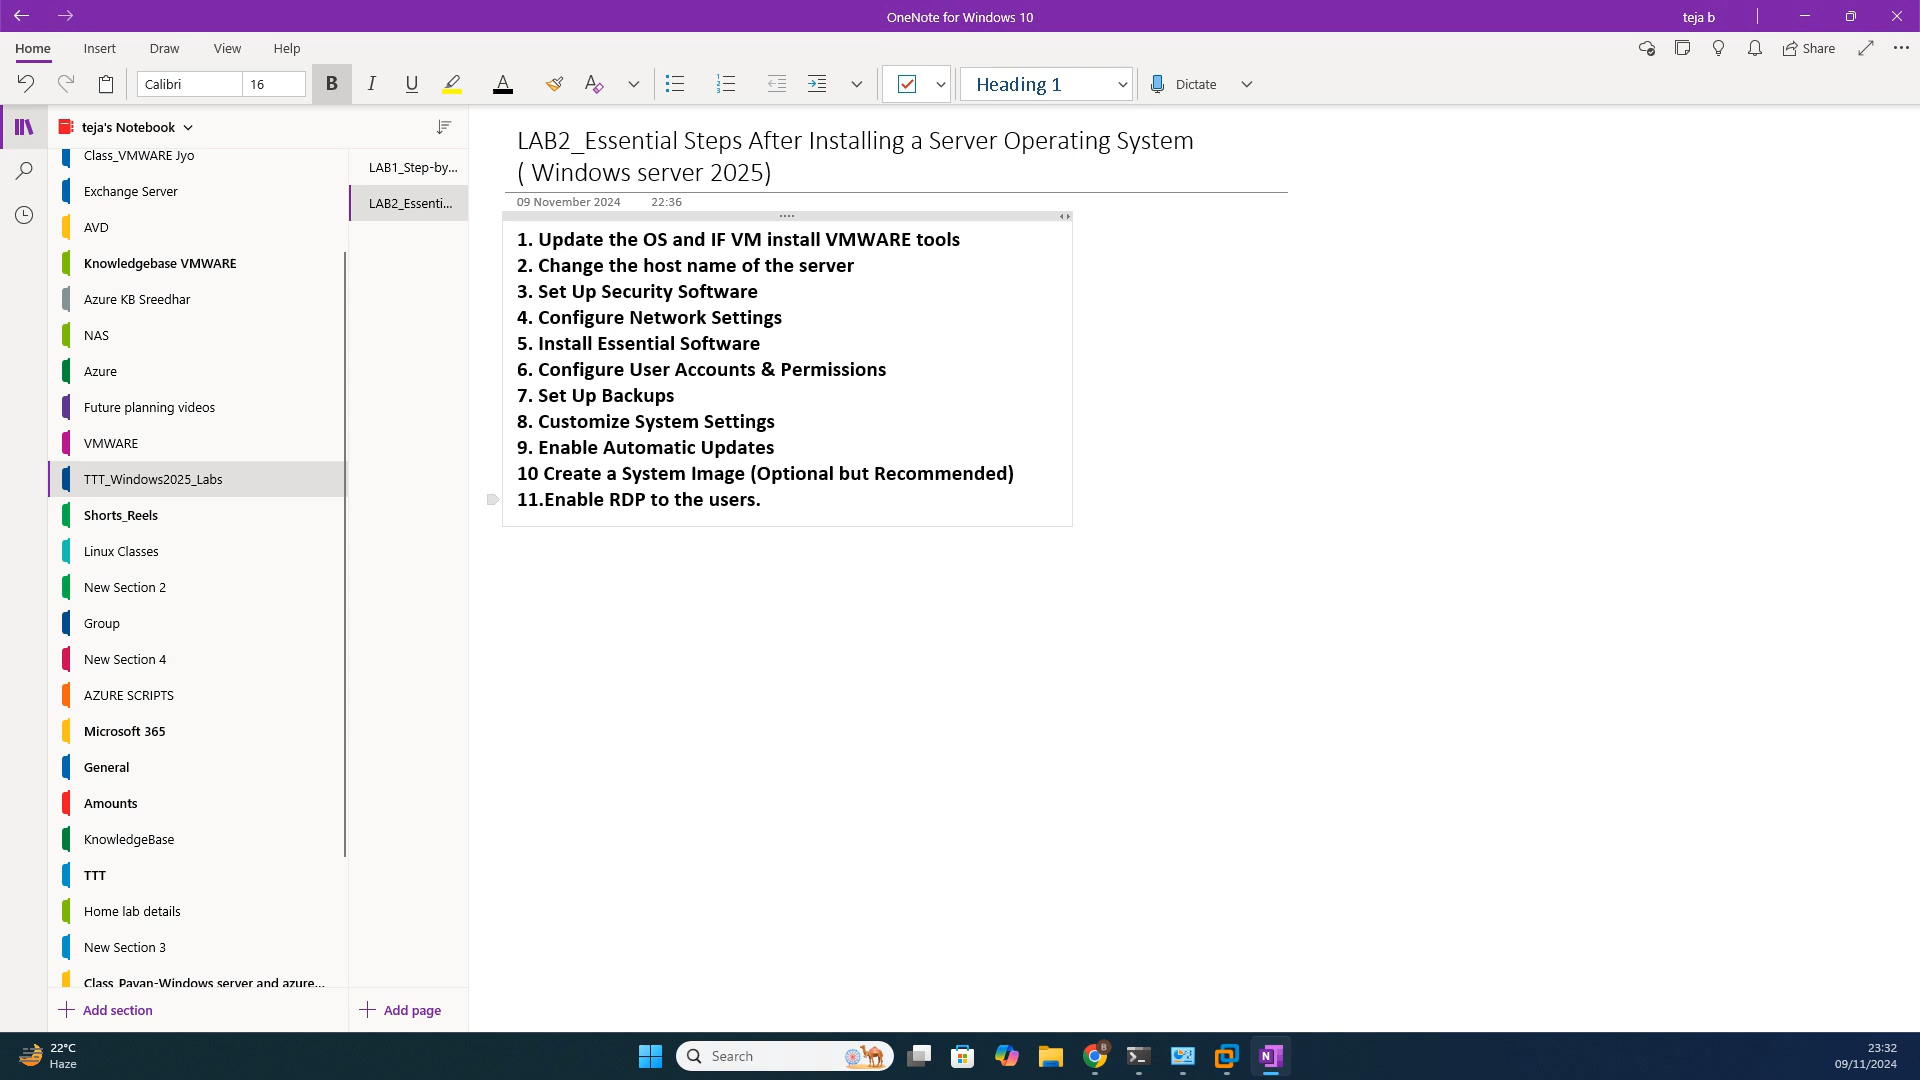 OneNote for Windows 10
teja b
Home
Insert
Draw
View
Help
Share
Calibri
16
B
I
U
A
Heading 1
Dictate
teja's Notebook
Class_VMWARE Jyo
Exchange Server
AVD
Knowledgebase VMWARE
Azure KB Sreedhar
NAS
Azure
Future planning videos
VMWARE
TTT_Windows2025_Labs
Shorts_Reels
Linux Classes
New Section 2
Group
New Section 4
AZURE SCRIPTS
Microsoft 365
General
Amounts
KnowledgeBase
TTT
Home lab details
New Section 3
Class_Pavan-Windows server and azure...
Add section
LAB1_Step-by...
LAB2_Essenti...
Add page
LAB2_Essential Steps After Installing a Server Operating System
( Windows server 2025)
09 November 2024 22:36
1. Update the OS and IF VM install VMWARE tools
2. Change the host name of the server
3. Set Up Security Software
4. Configure Network Settings
5. Install Essential Software
6. Configure User Accounts & Permissions
7. Set Up Backups
8. Customize System Settings
9. Enable Automatic Updates
10 Create a System Image (Optional but Recommended)
11.Enable RDP to the users.
22°C
Haze
Search
B
N
23:32
09/11/2024